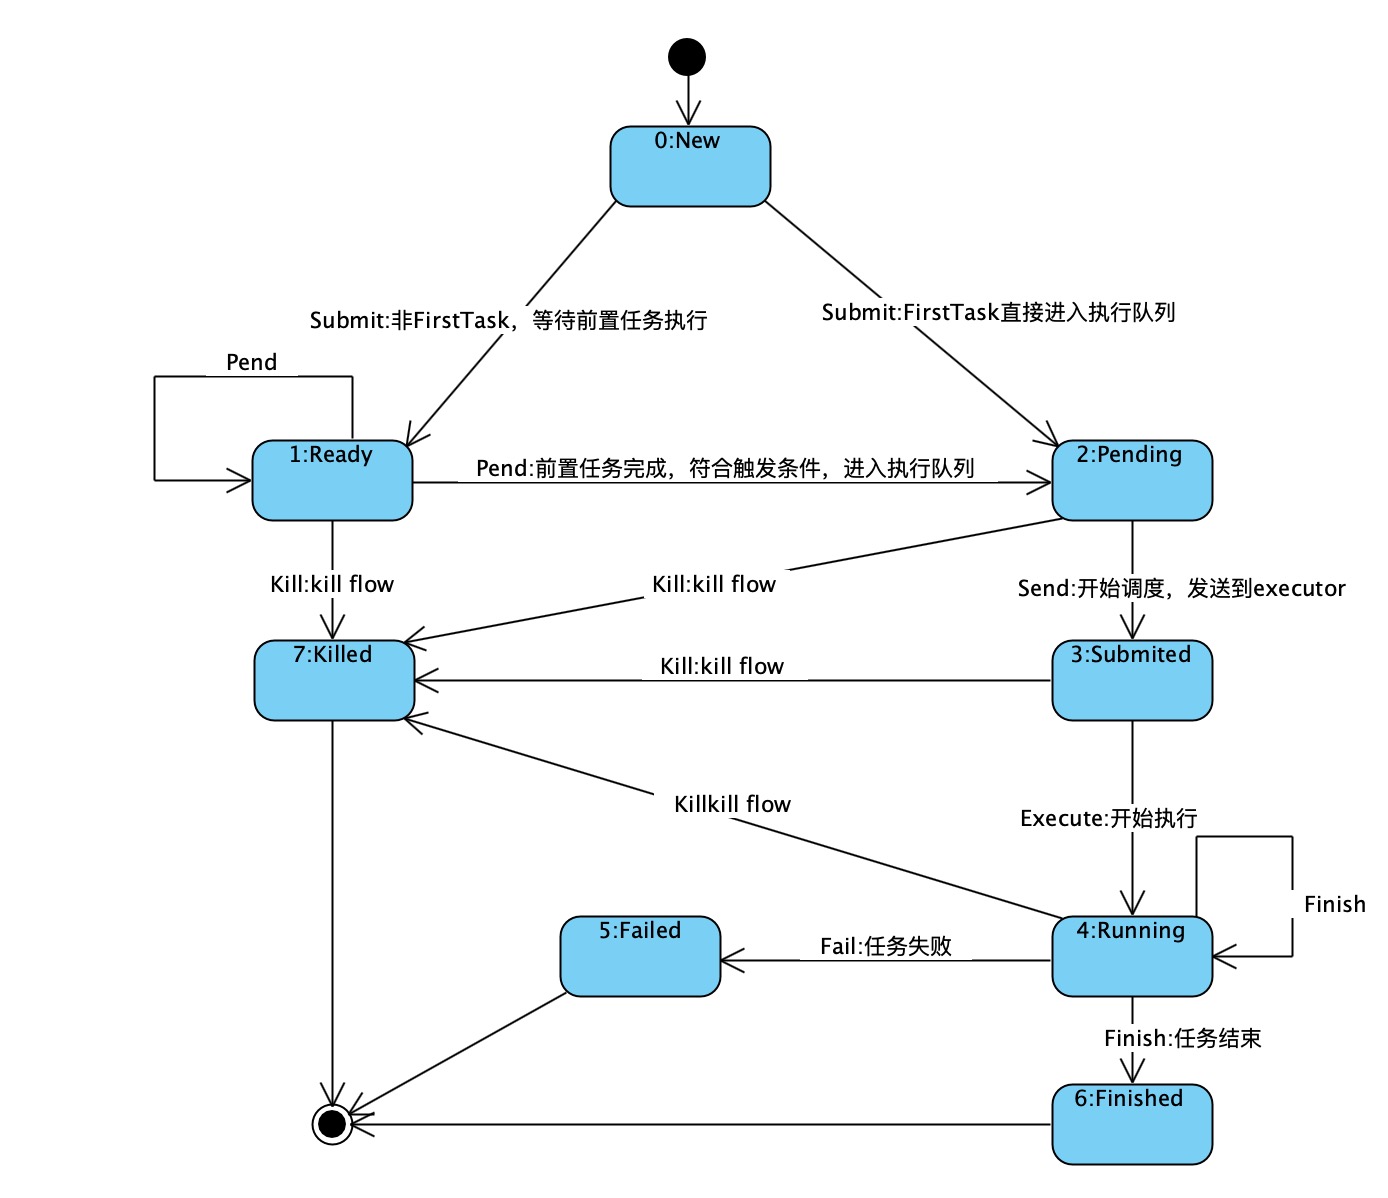 0:New
Submit:非FirstTask，等待前置任务执行
Submit:FirstTask直接进入执行队列
Pend
1:Ready
Pend:前置任务完成，符合触发条件，进入执行队列
2:Pending
Kill:kill flow
Kill:kill flow
Send:开始调度，发送到executor
7:Killed
Kill:kill flow
3:Submited
Killkill flow
Execute:开始执行
Finish
5:Failed
Fail:任务失败
4:Running
Finish:任务结束
6:Finished